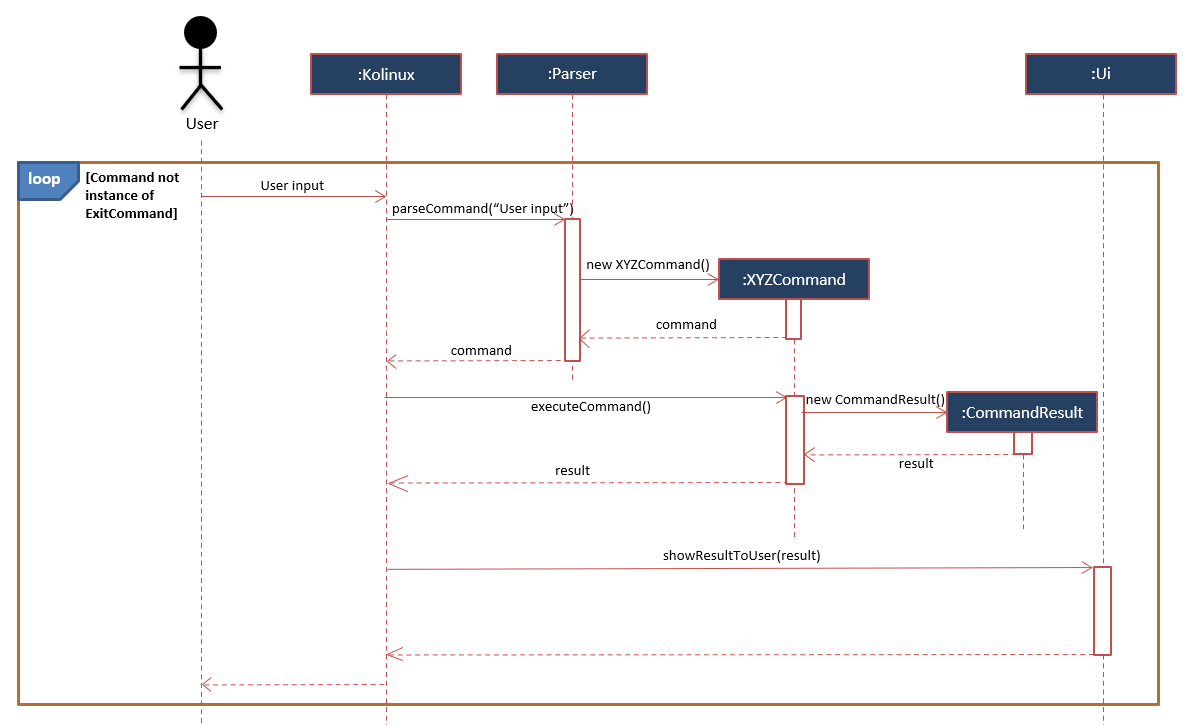 User
:Kolinux
:Parser
:Ui
loop
[Command not
instance of
ExitCommand]
User input
parseCommand(“User input”)
new XYZCommand()
:XYZCommand
command
command
executeCommand()
new CommandResult()
:CommandResult
result
result
showResultToUser(result)